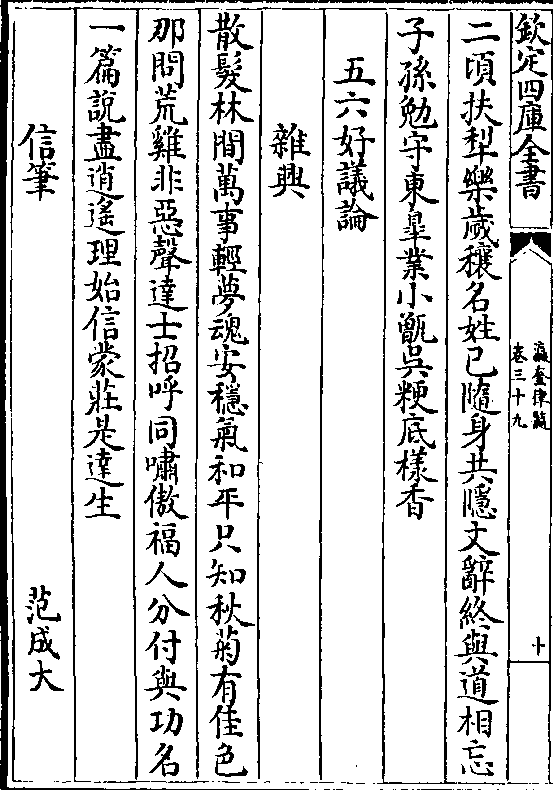 欽定四庫全書
瀛奎律髓
卷三十九
十
二頃扶犁樂歲穰名姓已隨身共隱文辭終與道相忘
子孫勉守東臯業小甑吳粳底樣香
五六好議論
雜興
散髮林間萬事輕夢魂安穩氣和平只知秋菊有佳色
那問荒雞非惡聲達士招呼同嘯傲福人分付與功名
一篇說盡逍遙理始信蒙莊是達生
信筆
范成大